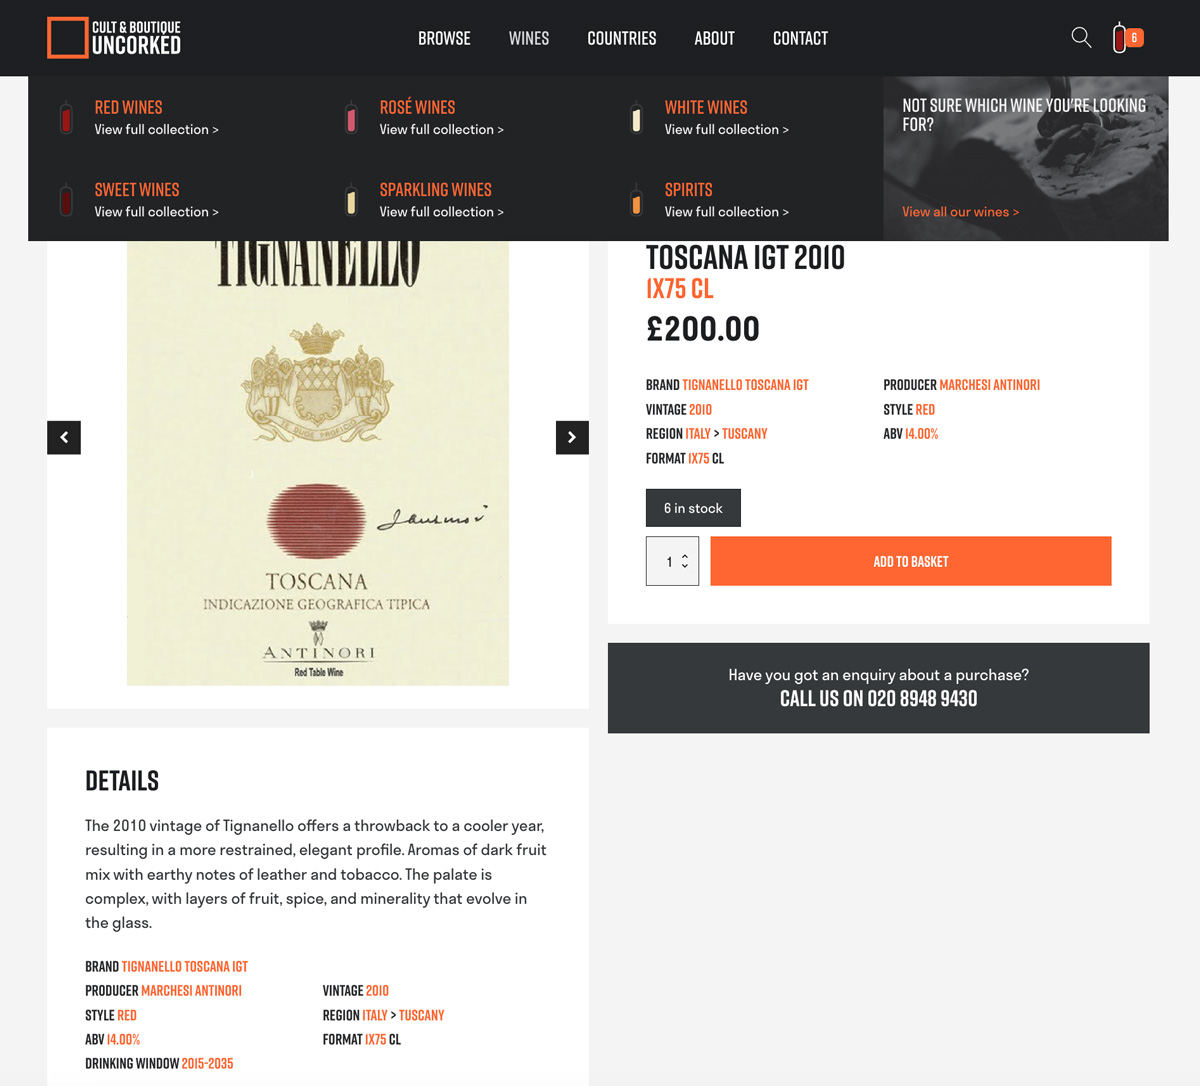 CULT & BOUTIQUE
UNCORKED
BROWSE
WINES
COUNTRIES
ABOUT
CONTACT
6
RED WINES
View full collection >
ROSÉ WINES
View full collection >
WHITE WINES
View full collection >
NOT SURE WHICH WINE YOU'RE LOOKING
FOR?
SWEET WINES
View full collection >
SPARKLING WINES
View full collection >
SPIRITS
View full collection >
View all our wines >
TIGNANELLO
TE DUCE PROFICIO
TOSCANA
INDICAZIONE GEOGRAFICA TIPICA
ANTINORI
Red Table Wine
TOSCANA IGT 2010
1X75 CL
£200.00
BRAND TIGNANELLO TOSCANA IGT
PRODUCER MARCHESI ANTINORI
VINTAGE 2010
STYLE RED
REGION ITALY > TUSCANY
ABV 14.00%
FORMAT 1X75 CL
6 in stock
1
ADD TO BASKET
Have you got an enquiry about a purchase?
CALL US ON 020 8948 9430
DETAILS
The 2010 vintage of Tignanello offers a throwback to a cooler year,
resulting in a more restrained, elegant profile. Aromas of dark fruit
mix with earthy notes of leather and tobacco. The palate is
complex, with layers of fruit, spice, and minerality that evolve in
the glass.
BRAND TIGNANELLO TOSCANA IGT
PRODUCER MARCHESI ANTINORI
VINTAGE 2010
STYLE RED
REGION ITALY > TUSCANY
ABV 14.00%
FORMAT 1X75 CL
DRINKING WINDOW 2015-2035